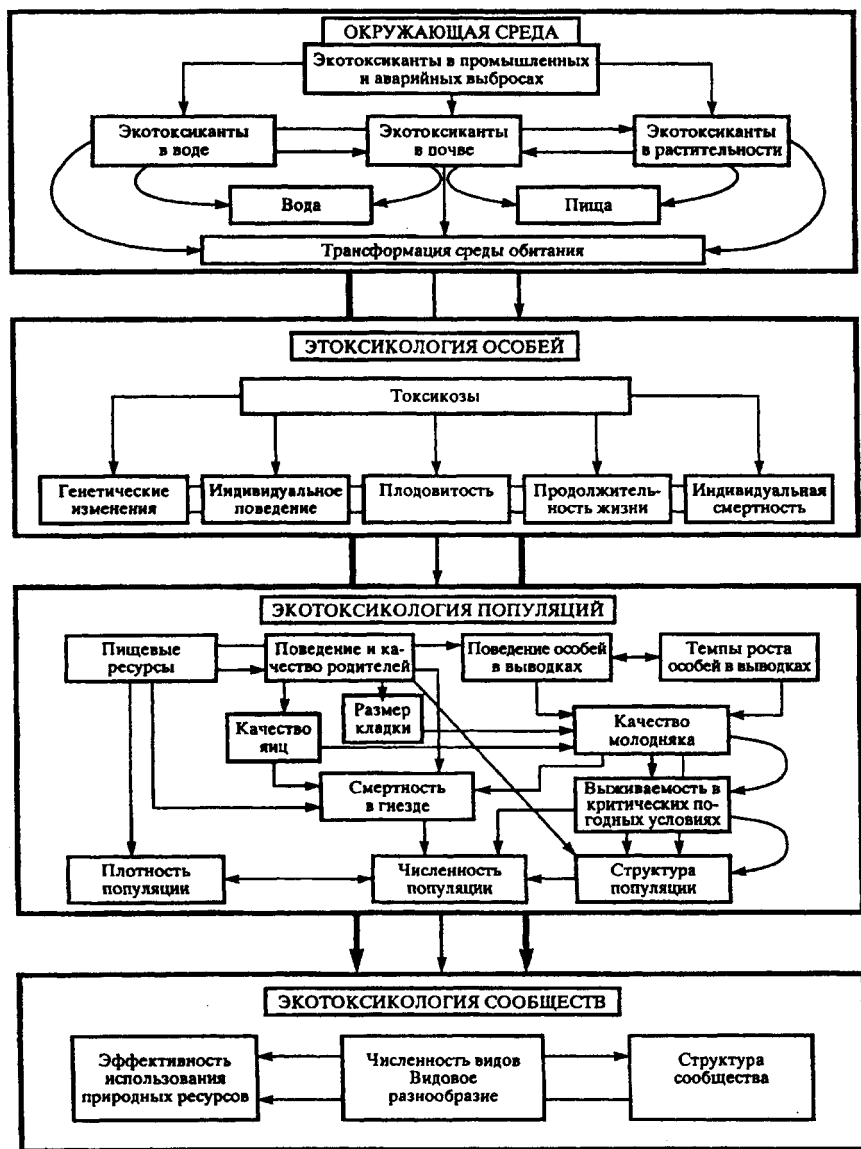 ОКРУЖАЮЩАЯ СРЕДА
Экотоксиканты в промышленных
и аварийных выбросах
Экотоксиканты
в воде
Экотоксиканты
в почве
Экотоксиканты
в растительности
Вода
Пища
Трансформация среды обитания
ЭТОКСИКОЛОГИЯ ОСОБЕЙ
Токсикозы
Генетические
изменения
Индивидуальное
поведение
Плодовитость
Продолжитель-
ность жизни
Индивидуальная
смертность
ЭКОТОКСИКОЛОГИЯ ПОПУЛЯЦИЙ
Пищевые
ресурсы
Поведение и ка-
чество родителей
Поведение особей
в выводках
Темпы роста
особей в выводках
Качество
яиц
Размер
кладки
Качество
молодняка
Смертность
в гнезде
Выживаемость в
критических по-
годных условиях
Плотность
популяции
Численность
популяции
Структура
популяции
ЭКОТОКСИКОЛОГИЯ СООБЩЕСТВ
Эффективность
использования
природных ресурсов
Численность видов
Видовое
разнообразие
Структура
сообщества